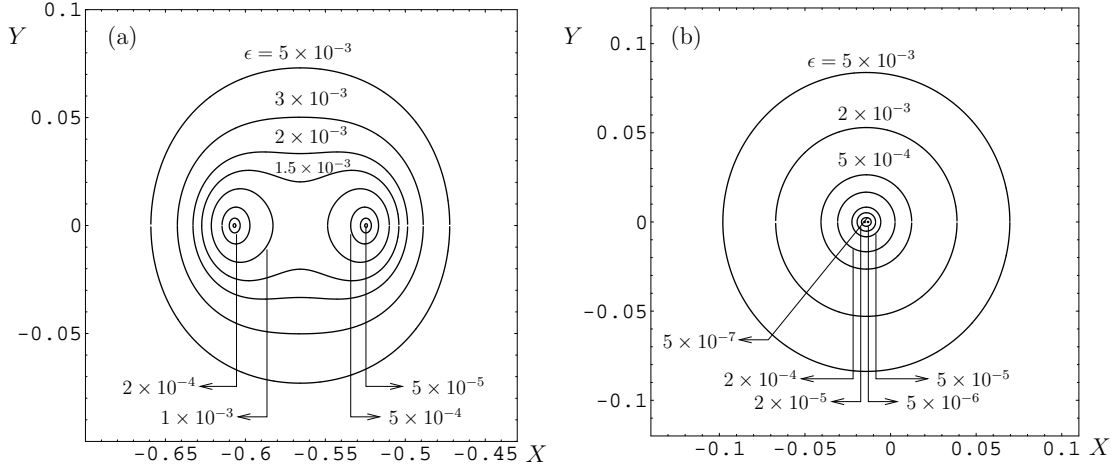 0.1
Y
(a)
ϵ = 5 × 10⁻³
3 × 10⁻³
0.05
2 × 10⁻³
1.5 × 10⁻³
0
-0.05
2 × 10⁻⁴
5 × 10⁻⁵
1 × 10⁻³
5 × 10⁻⁴
-0.65
-0.6
-0.55
-0.5
-0.45
X
Y
(b)
0.1
ϵ = 5 × 10⁻³
2 × 10⁻³
0.05
5 × 10⁻⁴
0
-0.05
5 × 10⁻⁷
2 × 10⁻⁴
5 × 10⁻⁵
2 × 10⁻⁵
5 × 10⁻⁶
-0.1
-0.1
-0.05
0
0.05
0.1
X